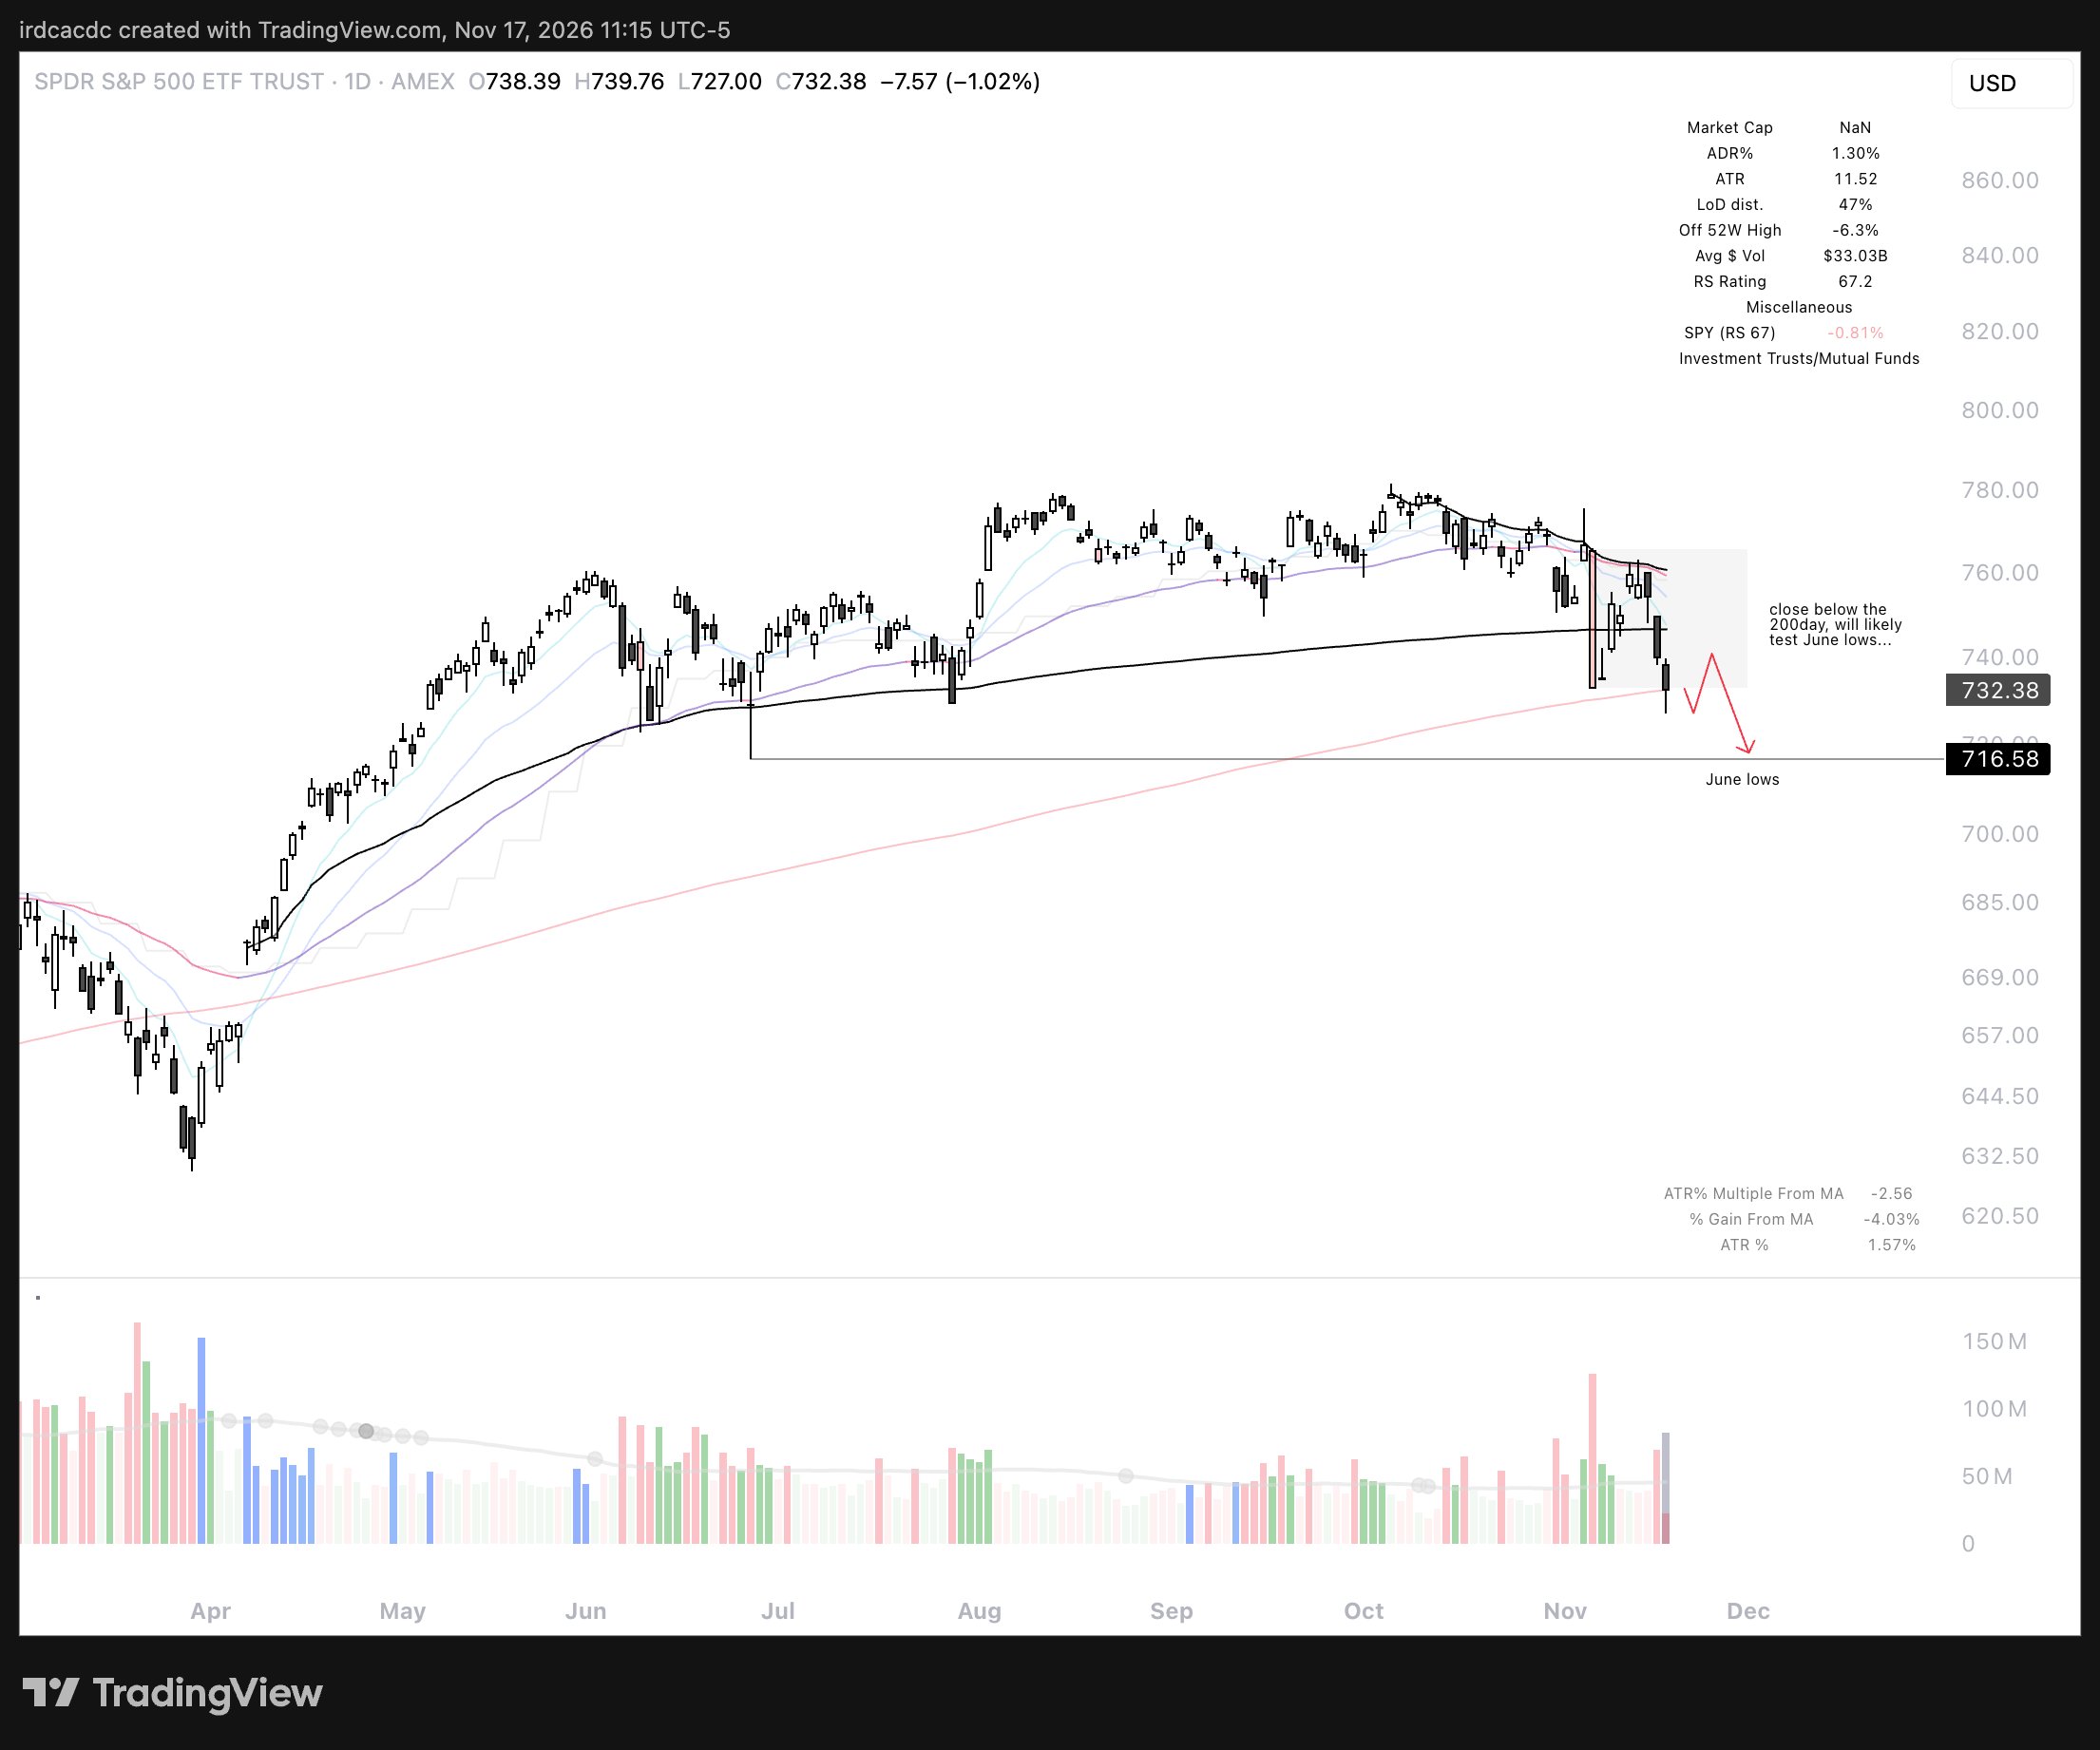 irdcacdc created with TradingView.com, Nov 17, 2026 11:15 UTC-5
SPDR S&P 500 ETF TRUST · 1D · AMEX O738.39 H739.76 L727.00 C732.38 −7.57 (−1.02%)
USD
Market Cap NaN
ADR% 1.30%
ATR 11.52
LoD dist. 47%
Off 52W High -6.3%
Avg $ Vol $33.03B
RS Rating 67.2
Miscellaneous
SPY (RS 67) -0.81%
Investment Trusts/Mutual Funds
860.00
840.00
820.00
800.00
780.00
760.00
close below the
200day, will likely
test June lows...
740.00
732.38
720.00
716.58
June lows
700.00
685.00
669.00
657.00
644.50
632.50
620.50
ATR% Multiple From MA -2.56
% Gain From MA -4.03%
ATR % 1.57%
150 M
100 M
50 M
0
Apr May Jun Jul Aug Sep Oct Nov Dec
TradingView